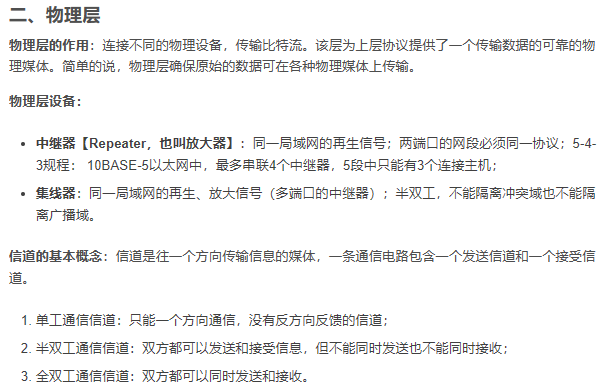 二、物理层
物理层的作用：连接不同的物理设备，传输比特流。该层为上层协议提供了一个传输数据的可靠的物
理媒体。简单的说，物理层确保原始的数据可在各种物理媒体上传输。
物理层设备：
• 中继器【Repeater，也叫放大器】：同一局域网的再生信号；两端口的网段必须同一协议；5-4-
3规程： 10BASE-5以太网中，最多串联4个中继器，5段中只能有3个连接主机；
• 集线器：同一局域网的再生、放大信号（多端口的中继器）；半双工，不能隔离冲突域也不能隔
离广播域。
信道的基本概念：信道是往一个方向传输信息的媒体，一条通信电路包含一个发送信道和一个接受信
道。
1. 单工通信信道：只能一个方向通信，没有反方向反馈的信道；
2. 半双工通信信道：双方都可以发送和接受信息，但不能同时发送也不能同时接收；
3. 全双工通信信道：双方都可以同时发送和接收。